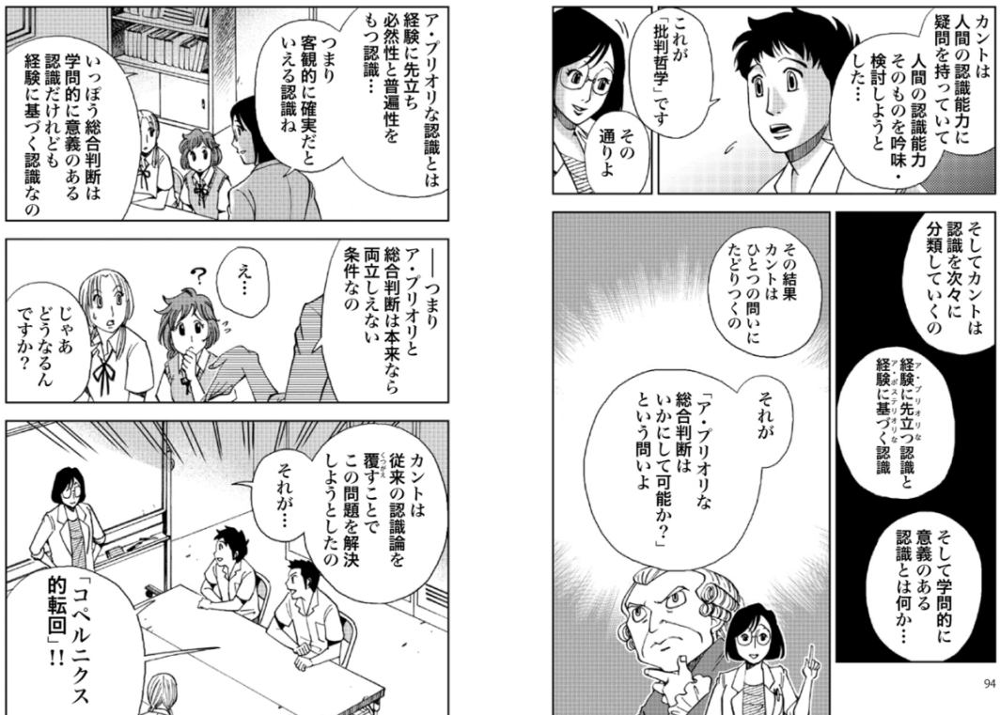 カントは
人間の認識能力に
疑問を持っていて
人間の認識能力
そのものを吟味・
検討しようと
した…
これが
「批判哲学」です
その
通りよ
そしてカントは
認識を次々に
分類していくの
経験に先立つ認識と
ア・プリオリな
経験に基づく認識
ア・ポステリオリな
そして学問的に
意義のある
認識とは何か…
その結果
カントは
ひとつの問いに
たどりつくの
それが
「ア・プリオリな
総合判断は
いかにして可能か?」
という問いよ
94
ア・プリオリな認識とは
経験に先立ち
必然性と普遍性を
もつ認識…
つまり
客観的に確実だと
いえる認識ね
いっぽう総合判断は
学問的に意義のある
認識だけれども
経験に基づく認識なの
――つまり
ア・プリオリと
総合判断は本来なら
両立しえない
条件なの
え…
?
じゃあ
どうなるん
ですか?
カントは
従来の認識論を
覆すことで
くつがえ
この問題を解決
しようとしたの
それが…
「コペルニクス
的転回」!!